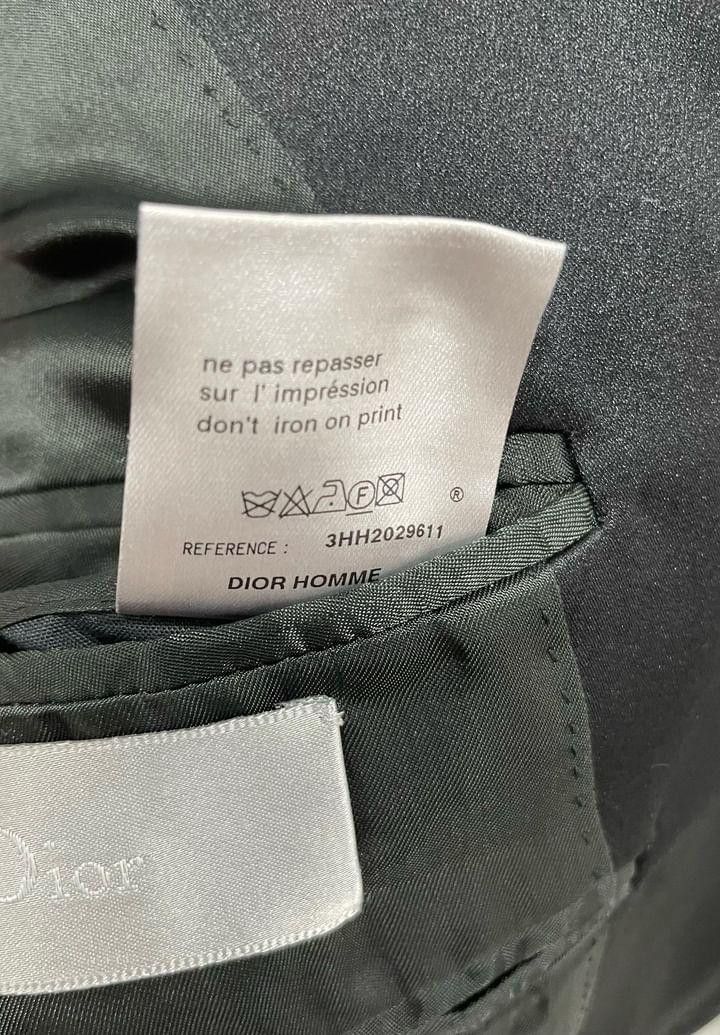 ne pas repasser
sur l' impréssion
don't iron on print
F
®
REFERENCE : 3HH2029611
DIOR HOMME
Dior